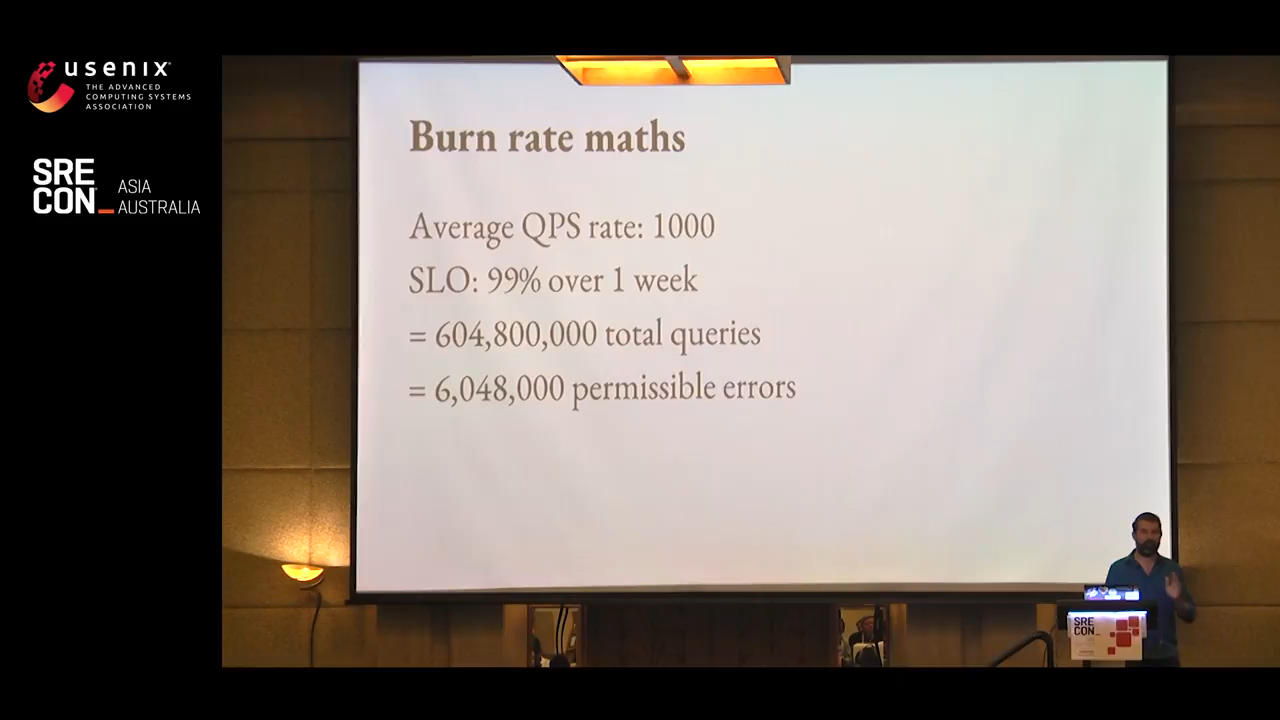 usenix
THE ADVANCED
COMPUTING SYSTEMS
ASSOCIATION
SRE
CON
ASIA
AUSTRALIA
Burn rate maths
Average QPS rate: 1000
SLO: 99% over 1 week
= 604,800,000 total queries
= 6,048,000 permissible errors
SRE
CON